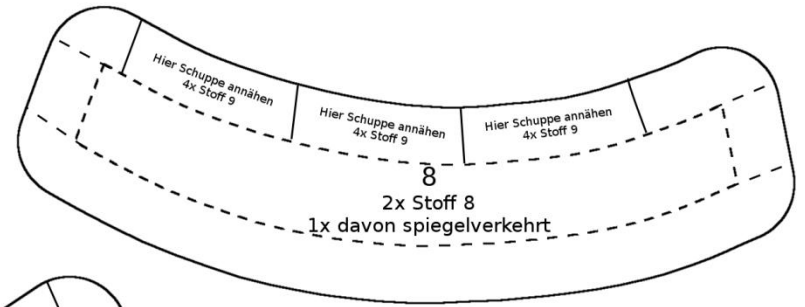 Hier Schuppe annähen
4x Stoff 9
Hier Schuppe annähen
4x Stoff 9
Hier Schuppe annähen
4x Stoff 9
8
2x Stoff 8
1x davon spiegelverkehrt